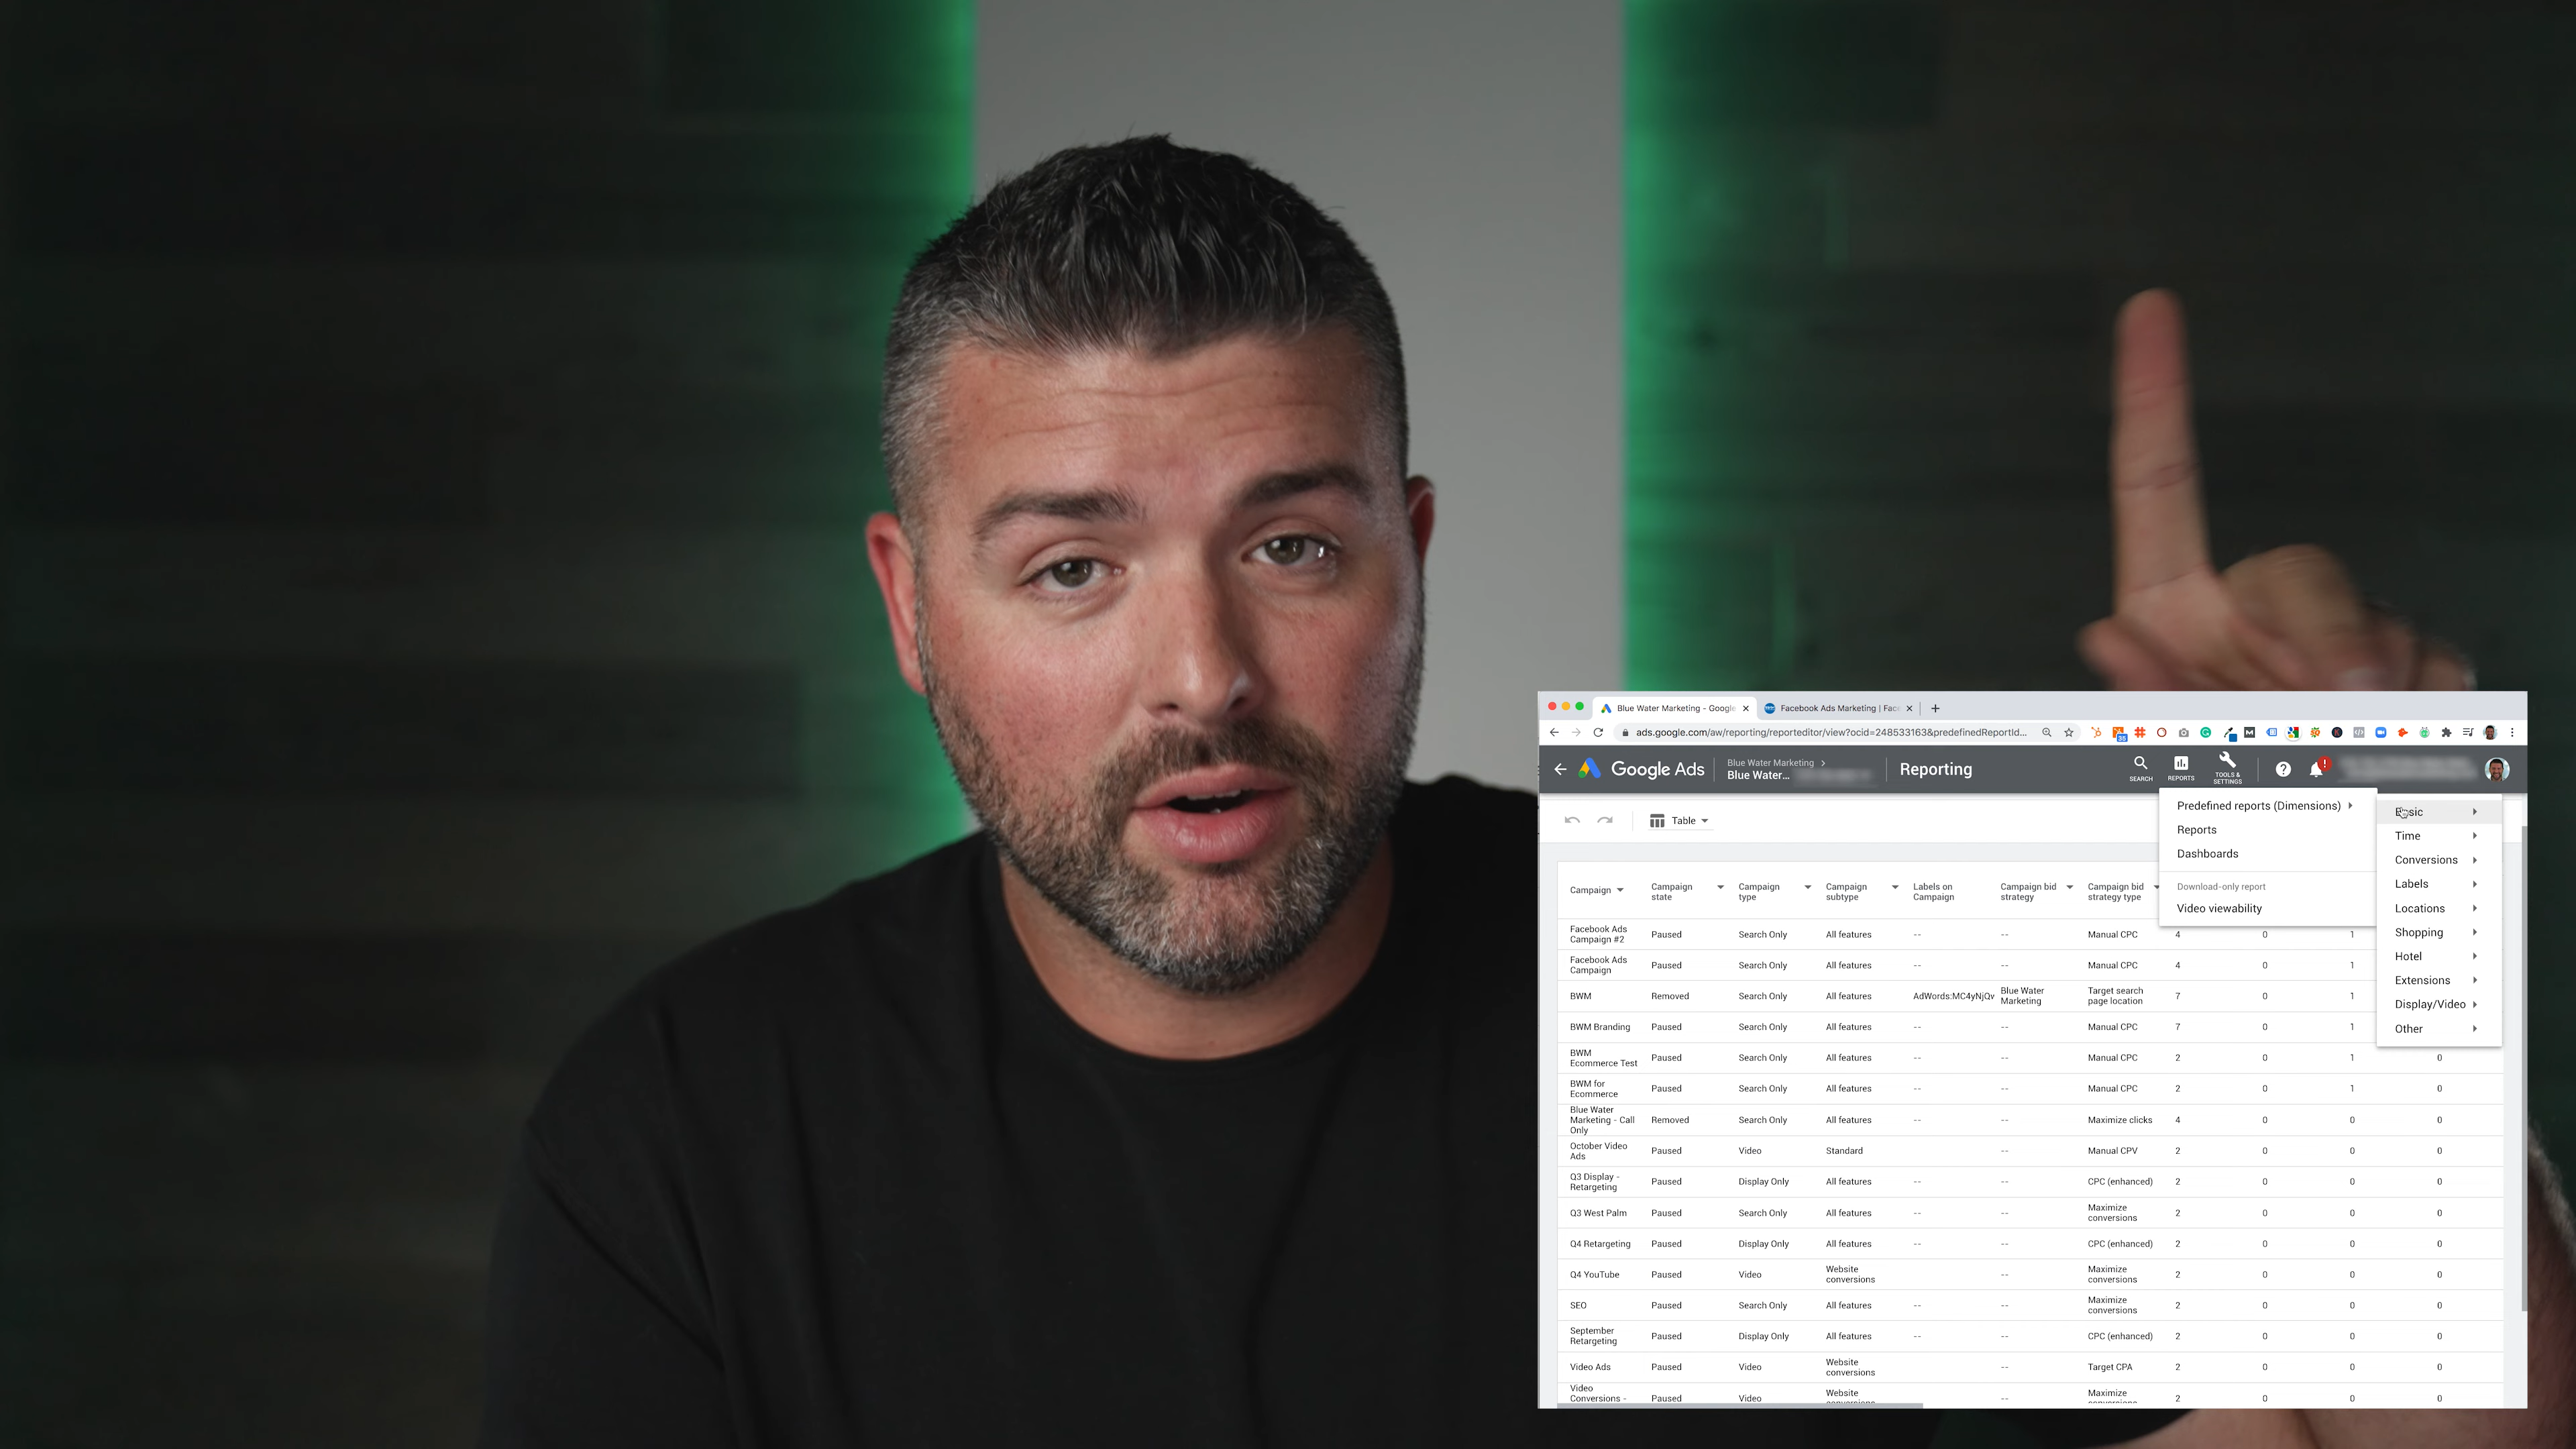 Blue Water Marketing - Google
Facebook Ads Marketing | Fac
ads.google.com/aw/reporting/reporteditor/view?ocid=248533163&predefinedReportId...
Google Ads
Blue Water Marketing
Blue Water...
Reporting
SEARCH
REPORTS
TOOLS & SETTINGS
Predefined reports (Dimensions)
Reports
Dashboards
Download-only report
Video viewability
Time
Conversions
Labels
Locations
Shopping
Hotel
Extensions
Display/Video
Other
Table
Campaign
Campaign state
Campaign type
Campaign subtype
Labels on Campaign
Campaign bid strategy
Campaign bid strategy type
Facebook Ads Campaign #2 Paused Search Only All features -- -- Manual CPC 4 0 1
Facebook Ads Campaign Paused Search Only All features -- -- Manual CPC 4 0 1
BWM Removed Search Only All features AdWords:MC4yNjQv Blue Water Marketing Target search page location 7 0 1
BWM Branding Paused Search Only All features -- -- Manual CPC 7 0 1
BWM Ecommerce Test Paused Search Only All features -- -- Manual CPC 2 0 1 0
BWM for Ecommerce Paused Search Only All features -- -- Manual CPC 2 0 1 0
Blue Water Marketing - Call Only Removed Search Only All features -- -- Maximize clicks 4 0 0 0
October Video Ads Paused Video Standard -- Manual CPV 2 0 0 0
Q3 Display - Retargeting Paused Display Only All features -- -- CPC (enhanced) 2 0 0 0
Q3 West Palm Paused Search Only All features -- -- Maximize conversions 2 0 0 0
Q4 Retargeting Paused Display Only All features -- -- CPC (enhanced) 2 0 0 0
Q4 YouTube Paused Video Website conversions -- Maximize conversions 2 0 0 0
SEO Paused Search Only All features -- -- Maximize conversions 2 0 0 0
September Retargeting Paused Display Only All features -- -- CPC (enhanced) 2 0 0 0
Video Ads Paused Video Website conversions -- Target CPA 2 0 0 0
Video Conversions - Paused Video Website -- Maximize 2 0 0 0